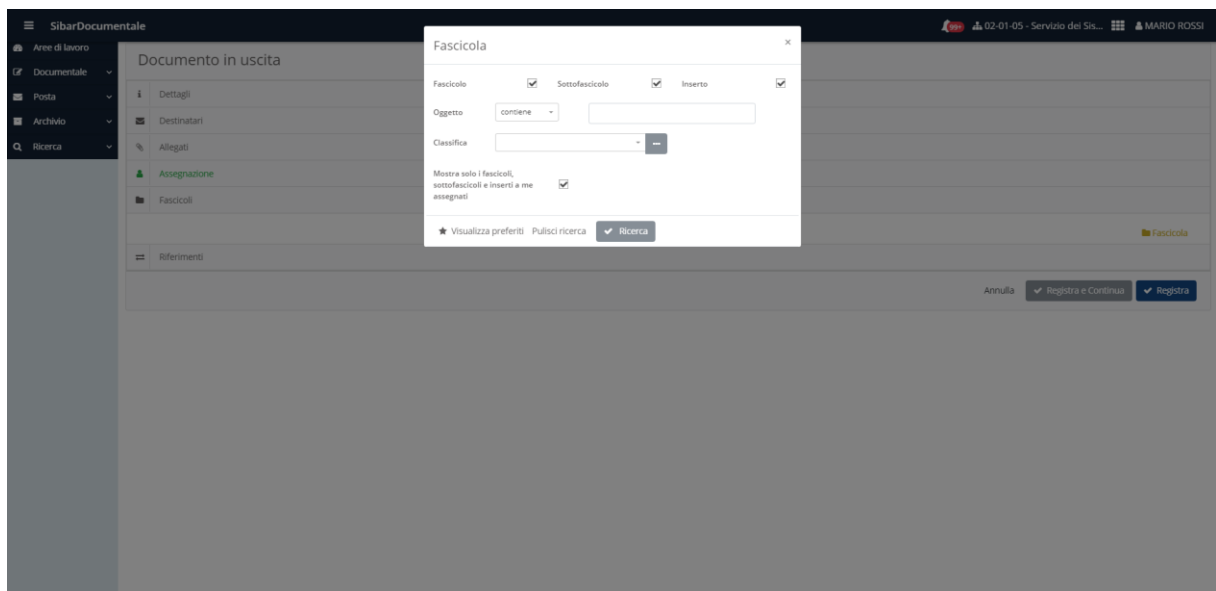 SibarDocumentale
99+ 02-01-05 - Servizio dei Sis... MARIO ROSSI
Aree di lavoro
Documentale
Posta
Archivio
Ricerca
Documento in uscita
Dettagli
Destinatari
Allegati
Assegnazione
Fascicoli
Fascicola
Riferimenti
Annulla Registra e Continua Registra
Fascicola ×
Fascicolo Sottofascicolo Inserto
Oggetto contiene
Classifica ...
Mostra solo i fascicoli,
sottofascicoli e inserti a me
assegnati
Visualizza preferiti Pulisci ricerca Ricerca